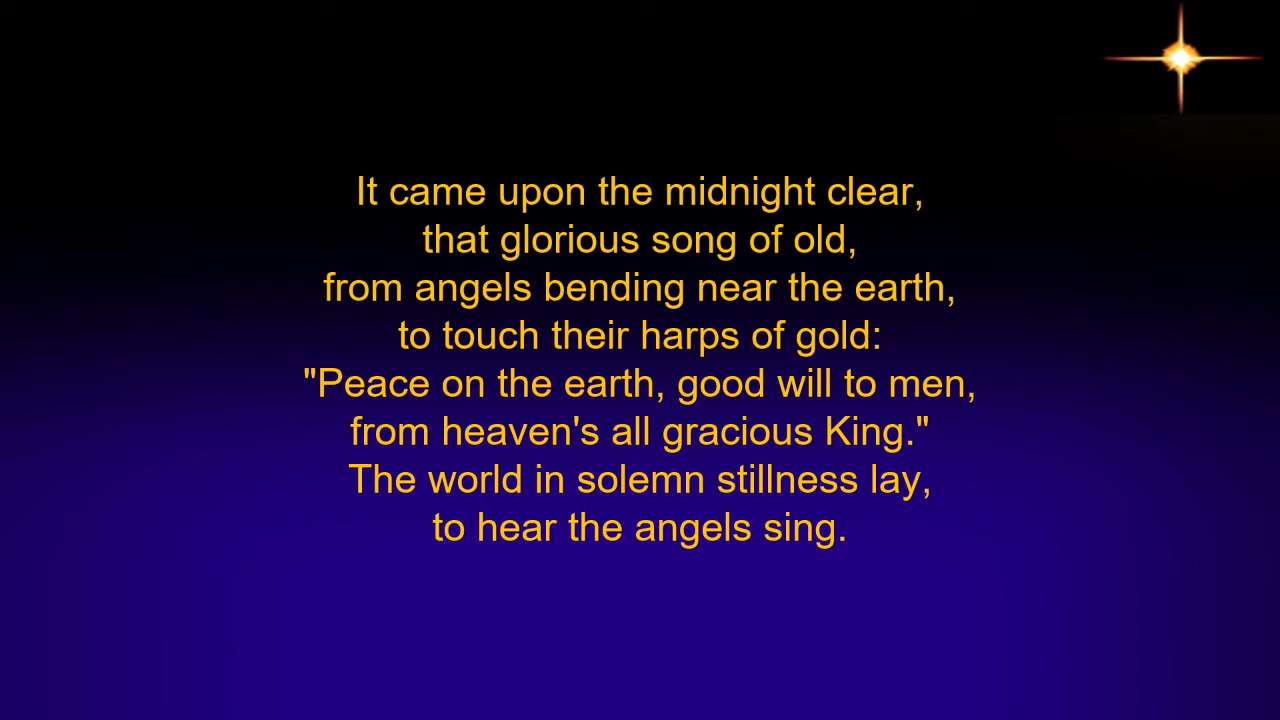 It came upon the midnight clear,
that glorious song of old,
from angels bending near the earth,
to touch their harps of gold:
"Peace on the earth, good will to men,
from heaven's all gracious King."
The world in solemn stillness lay,
to hear the angels sing.